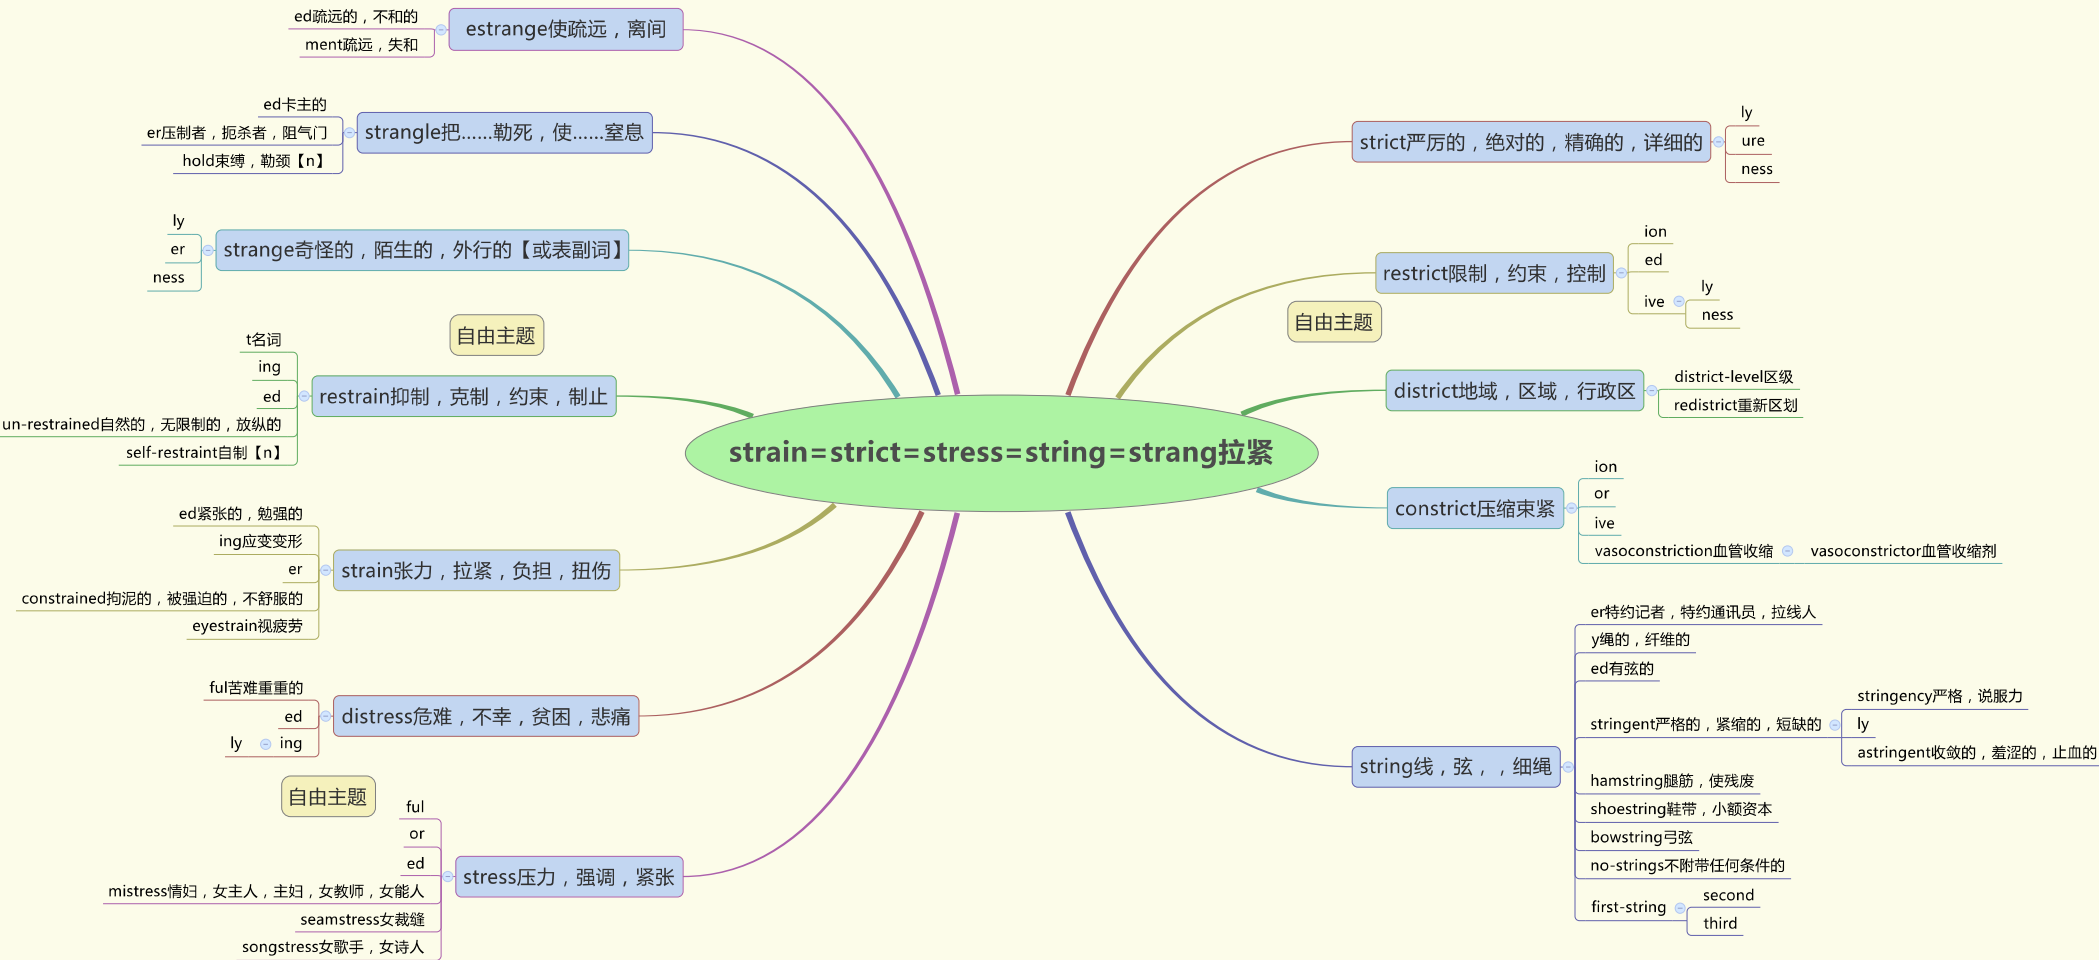 ed疏远的，不和的
ment疏远，失和
estrange使疏远，离间
ed卡主的
er压制者，扼杀者，阻气门
hold束缚，勒颈【n】
strangle把......勒死，使......窒息
ly
er
ness
strange奇怪的，陌生的，外行的【或表副词】
自由主题
t名词
ing
ed
un-restrained自然的，无限制的，放纵的
self-restraint自制【n】
restrain抑制，克制，约束，制止
ed紧张的，勉强的
ing应变变形
er
constrained拘泥的，被强迫的，不舒服的
eyestrain视疲劳
strain张力，拉紧，负担，扭伤
ful苦难重重的
ed
ly
ing
distress危难，不幸，贫困，悲痛
自由主题
ful
or
ed
mistress情妇，女主人，主妇，女教师，女能人
seamstress女裁缝
songstress女歌手，女诗人
stress压力，强调，紧张
strain=strict=stress=string=strang拉紧
strict严厉的，绝对的，精确的，详细的
ly
ure
ness
restrict限制，约束，控制
ion
ed
ive
ly
ness
自由主题
district地域，区域，行政区
district-level区级
redistrict重新区划
constrict压缩束紧
ion
or
ive
vasoconstriction血管收缩
vasoconstrictor血管收缩剂
string线，弦，，细绳
er特约记者，特约通讯员，拉线人
y绳的，纤维的
ed有弦的
stringent严格的，紧缩的，短缺的
stringency严格，说服力
ly
astringent收敛的，羞涩的，止血的
hamstring腿筋，使残废
shoestring鞋带，小额资本
bowstring弓弦
no-strings不附带任何条件的
first-string
second
third